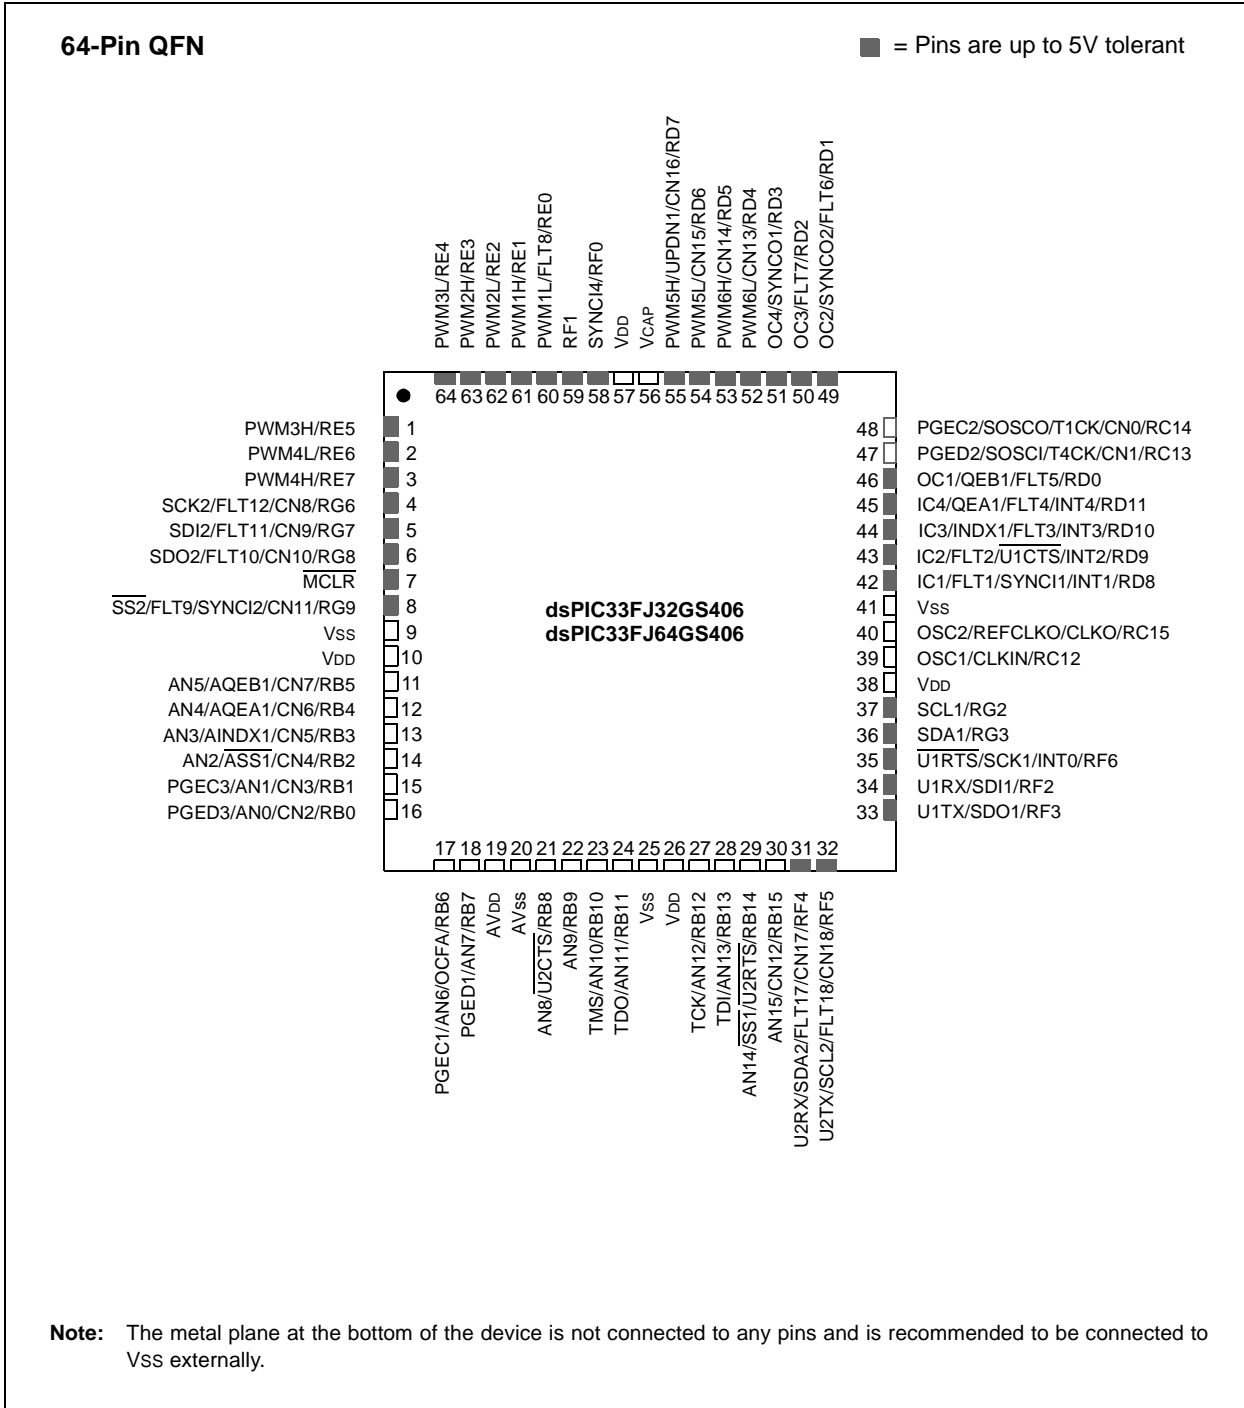 64-Pin QFN
= Pins are up to 5V tolerant
PWM3L/RE4
PWM2H/RE3
PWM2L/RE2
PWM1H/RE1
PWM1L/FLT8/RE0
RF1
SYNCI4/RF0
VDD
VCAP
PWM5H/UPDN1/CN16/RD7
PWM5L/CN15/RD6
PWM6H/CN14/RD5
PWM6L/CN13/RD4
OC4/SYNCO1/RD3
OC3/FLT7/RD2
OC2/SYNCO2/FLT6/RD1
64 63 62 61 60 59 58 57 56 55 54 53 52 51 50 49
PWM3H/RE5 1
PWM4L/RE6 2
PWM4H/RE7 3
SCK2/FLT12/CN8/RG6 4
SDI2/FLT11/CN9/RG7 5
SDO2/FLT10/CN10/RG8 6
MCLR 7
SS2/FLT9/SYNCI2/CN11/RG9 8
VSS 9
VDD 10
AN5/AQEB1/CN7/RB5 11
AN4/AQEA1/CN6/RB4 12
AN3/AINDX1/CN5/RB3 13
AN2/ASS1/CN4/RB2 14
PGEC3/AN1/CN3/RB1 15
PGED3/AN0/CN2/RB0 16
dsPIC33FJ32GS406
dsPIC33FJ64GS406
48 PGEC2/SOSCO/T1CK/CN0/RC14
47 PGED2/SOSCI/T4CK/CN1/RC13
46 OC1/QEB1/FLT5/RD0
45 IC4/QEA1/FLT4/INT4/RD11
44 IC3/INDX1/FLT3/INT3/RD10
43 IC2/FLT2/U1CTS/INT2/RD9
42 IC1/FLT1/SYNCI1/INT1/RD8
41 VSS
40 OSC2/REFCLKO/CLKO/RC15
39 OSC1/CLKIN/RC12
38 VDD
37 SCL1/RG2
36 SDA1/RG3
35 U1RTS/SCK1/INT0/RF6
34 U1RX/SDI1/RF2
33 U1TX/SDO1/RF3
17 18 19 20 21 22 23 24 25 26 27 28 29 30 31 32
PGEC1/AN6/OCFA/RB6
PGED1/AN7/RB7
AVDD
AVSS
AN8/U2CTS/RB8
AN9/RB9
TMS/AN10/RB10
TDO/AN11/RB11
VSS
VDD
TCK/AN12/RB12
TDI/AN13/RB13
AN14/SS1/U2RTS/RB14
AN15/CN12/RB15
U2RX/SDA2/FLT17/CN17/RF4
U2TX/SCL2/FLT18/CN18/RF5
Note: The metal plane at the bottom of the device is not connected to any pins and is recommended to be connected to
VSS externally.